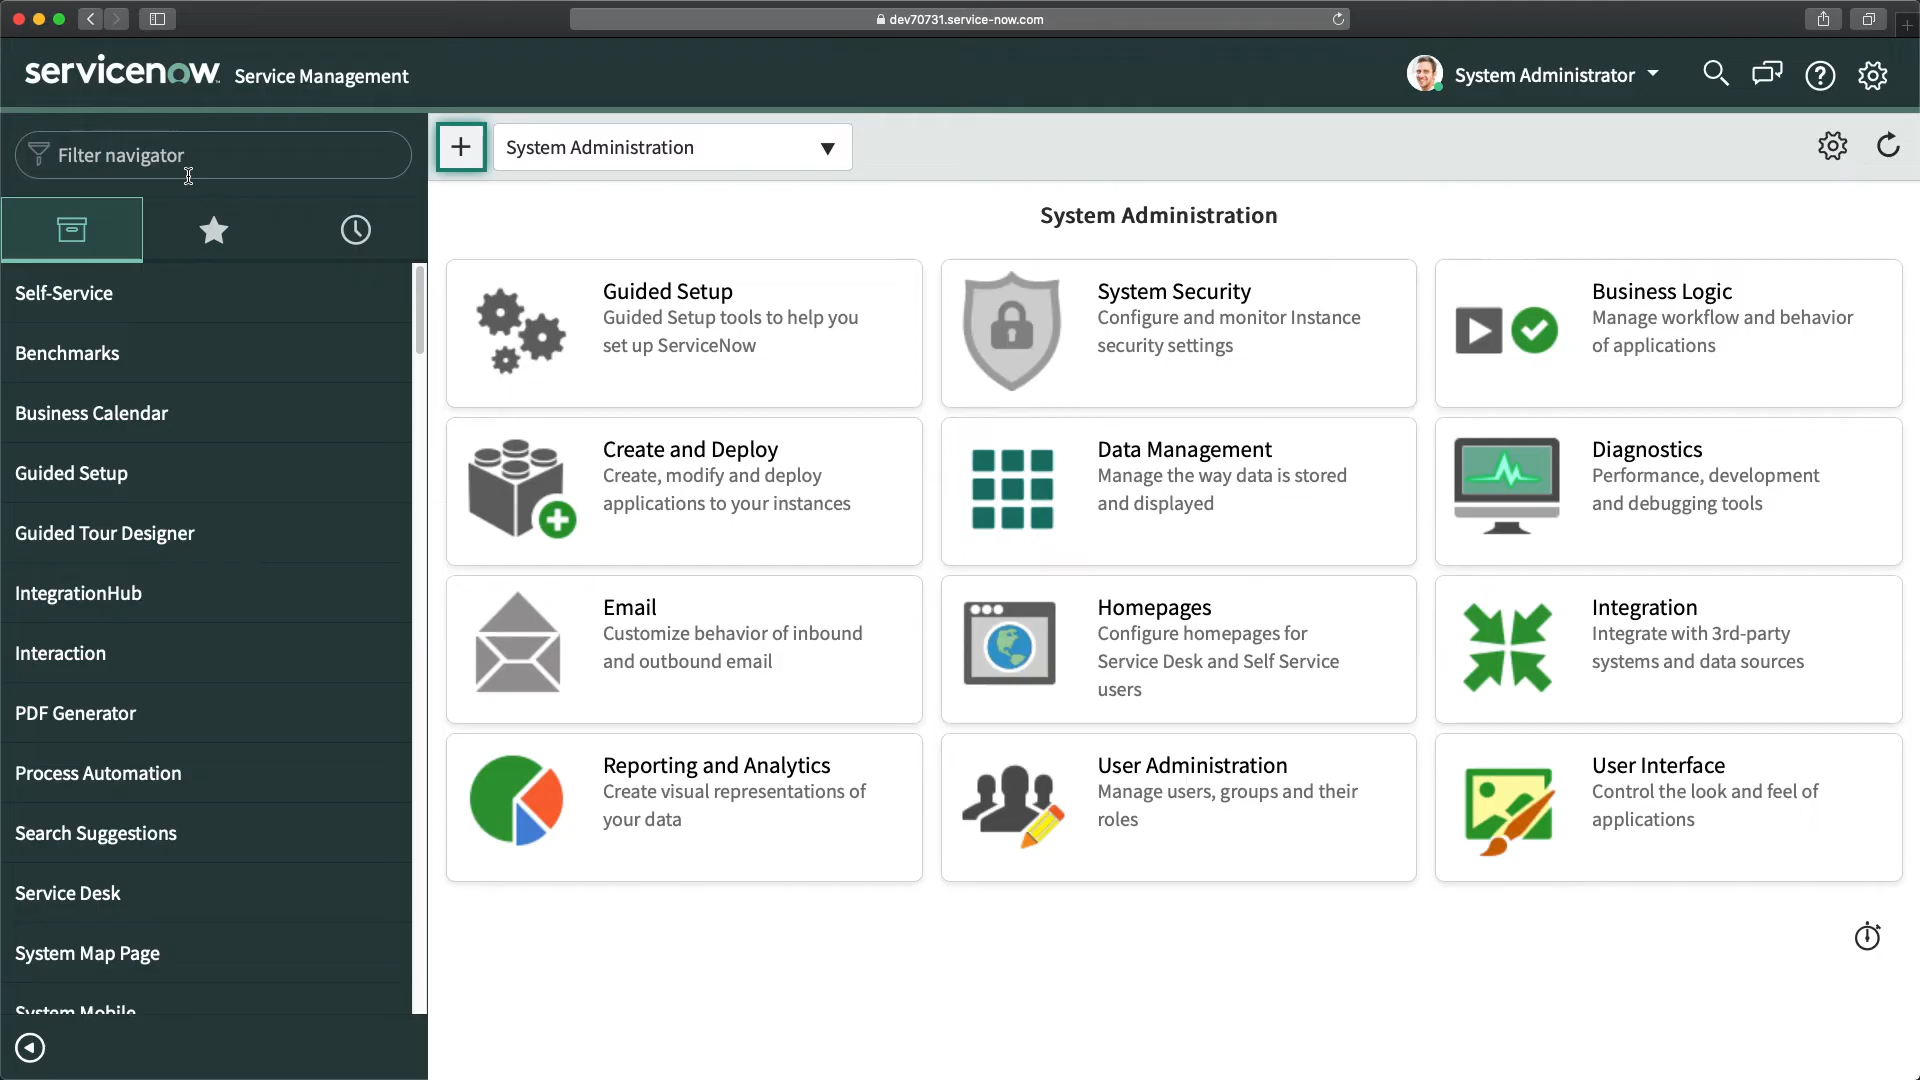 dev70731.service-now.com
servicenow Service Management
System Administrator
Filter navigator
System Administration
Self-Service
Benchmarks
Business Calendar
Guided Setup
Guided Tour Designer
IntegrationHub
Interaction
PDF Generator
Process Automation
Search Suggestions
Service Desk
System Map Page
System Mobile
System Administration
Guided Setup
Guided Setup tools to help you
set up ServiceNow
System Security
Configure and monitor Instance
security settings
Business Logic
Manage workflow and behavior
of applications
Create and Deploy
Create, modify and deploy
applications to your instances
Data Management
Manage the way data is stored
and displayed
Diagnostics
Performance, development
and debugging tools
Email
Customize behavior of inbound
and outbound email
Homepages
Configure homepages for
Service Desk and Self Service
users
Integration
Integrate with 3rd-party
systems and data sources
Reporting and Analytics
Create visual representations of
your data
User Administration
Manage users, groups and their
roles
User Interface
Control the look and feel of
applications